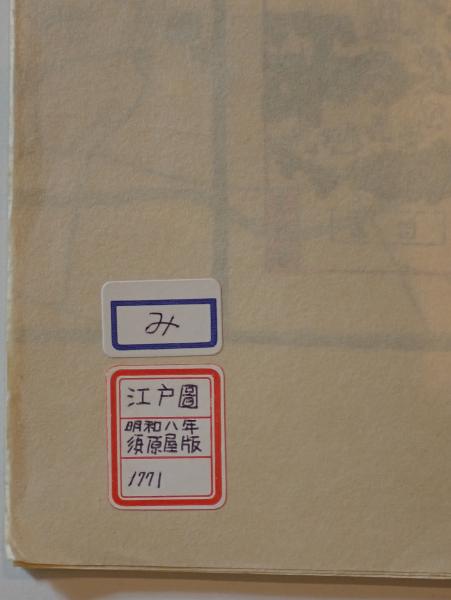 み
江戸圖
明和八年
須原屋版
1771